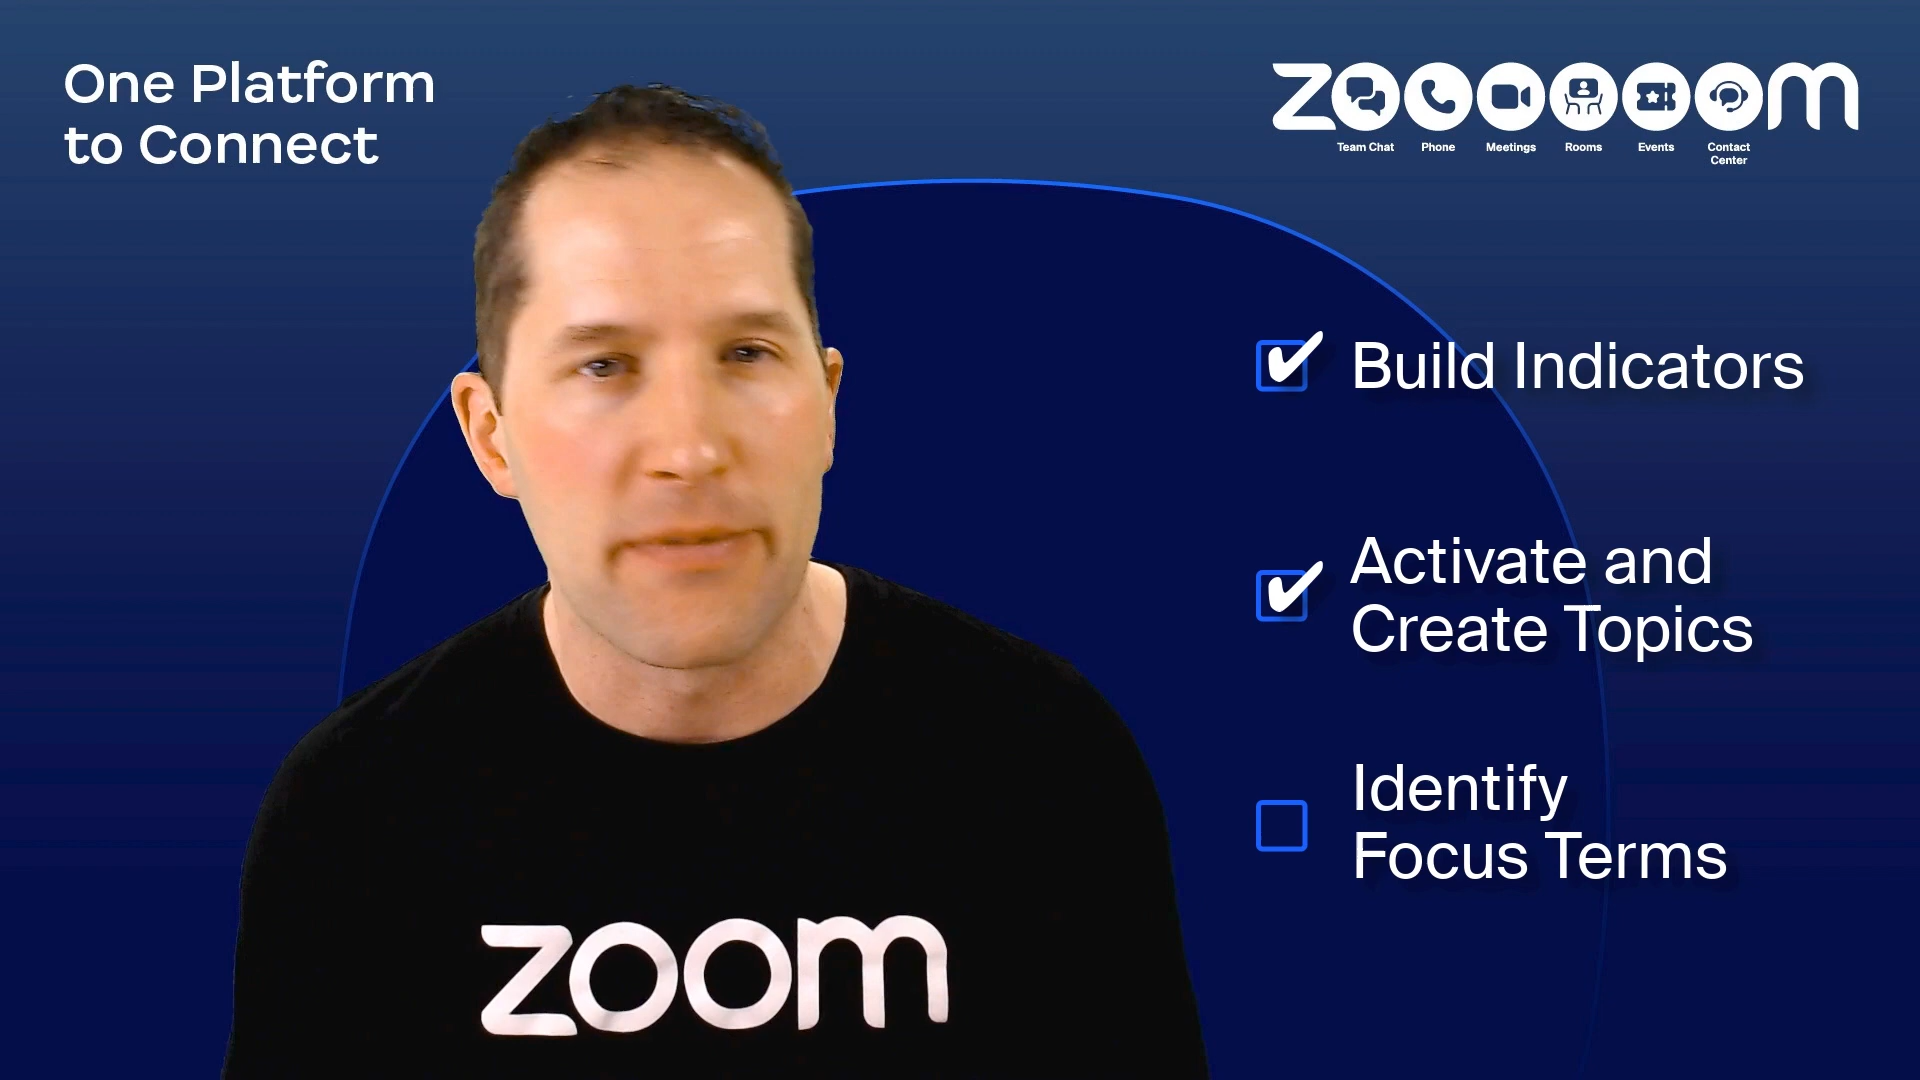 One Platform
to Connect
zoooooom
Team Chat
Phone
Meetings
Rooms
Events
Contact
Center
✔ Build Indicators
✔ Activate and
Create Topics
Identify
Focus Terms
zoom